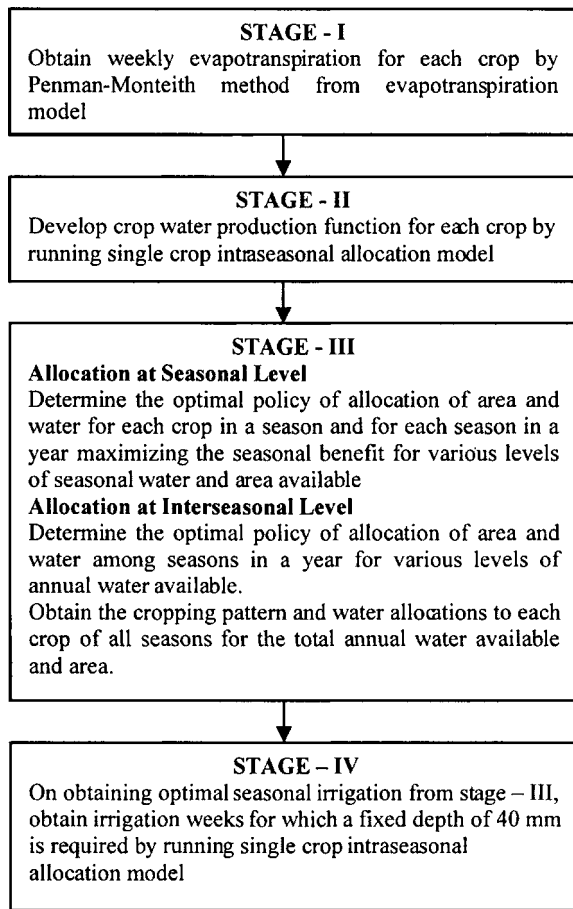 STAGE - I
Obtain weekly evapotranspiration for each crop by
Penman-Monteith method from evapotranspiration
model
STAGE - II
Develop crop water production function for each crop by
running single crop intraseasonal allocation model
STAGE - III
Allocation at Seasonal Level
Determine the optimal policy of allocation of area and
water for each crop in a season and for each season in a
year maximizing the seasonal benefit for various levels
of seasonal water and area available
Allocation at Interseasonal Level
Determine the optimal policy of allocation of area and
water among seasons in a year for various levels of
annual water available.
Obtain the cropping pattern and water allocations to each
crop of all seasons for the total annual water available
and area.
STAGE – IV
On obtaining optimal seasonal irrigation from stage – III,
obtain irrigation weeks for which a fixed depth of 40 mm
is required by running single crop intraseasonal
allocation model